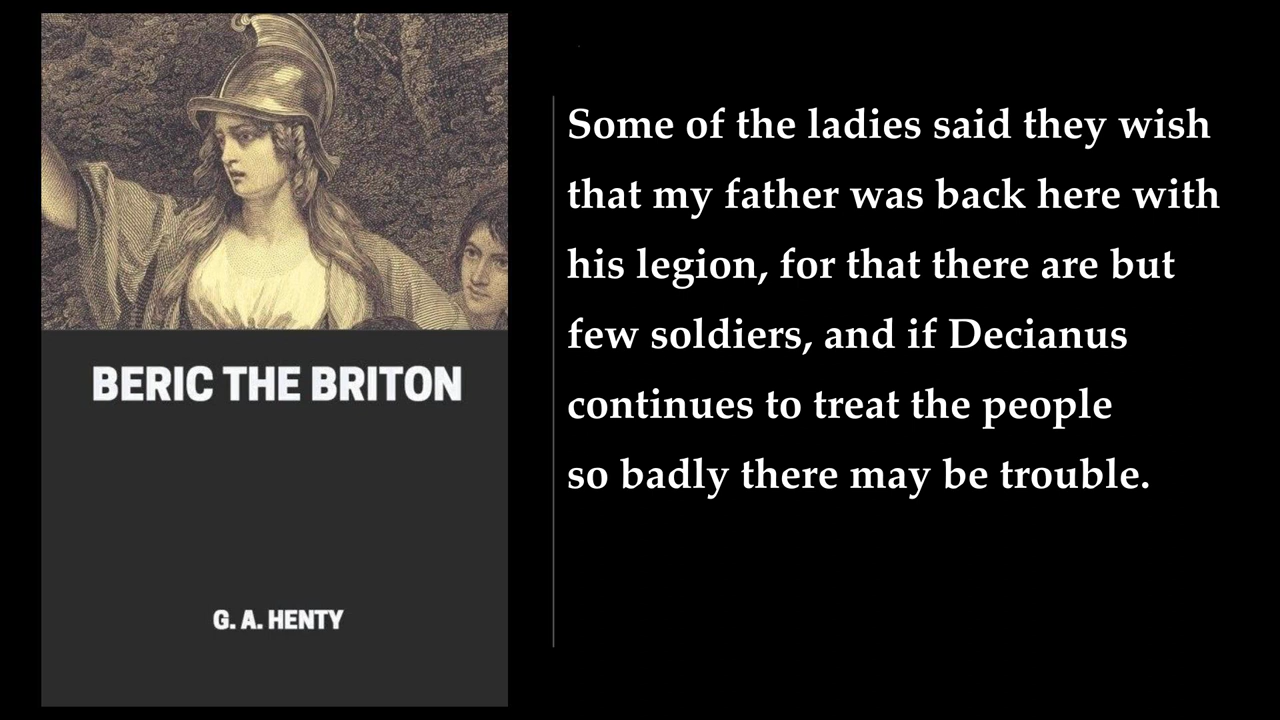 BERIC THE BRITON
G. A. HENTY
Some of the ladies said they wish
that my father was back here with
his legion, for that there are but
few soldiers, and if Decianus
continues to treat the people
so badly there may be trouble.